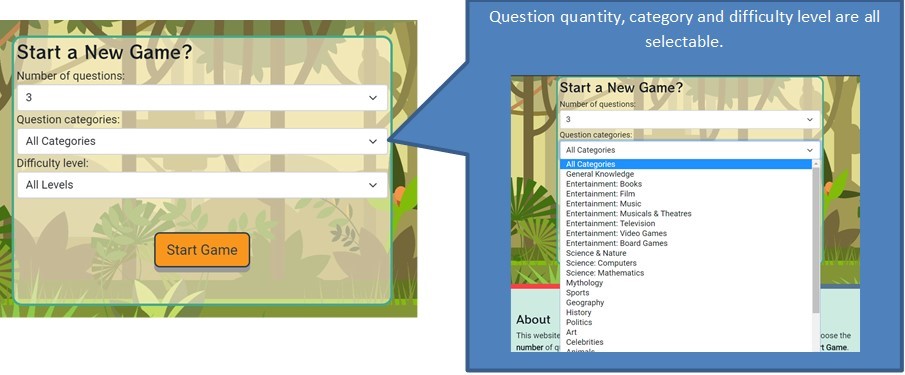 Start a New Game?
Number of questions:
3
Question categories:
All Categories
Difficulty level:
All Levels
Start Game
Question quantity, category and difficulty level are all
selectable.
Start a New Game?
Number of questions:
3
Question categories:
All Categories
All Categories
General Knowledge
Entertainment: Books
Entertainment: Film
Entertainment: Music
Entertainment: Musicals & Theatres
Entertainment: Television
Entertainment: Video Games
Entertainment: Board Games
Science & Nature
Science: Computers
Science: Mathematics
Mythology
Sports
Geography
History
Politics
Art
Celebrities
Animals
About
This website
oose the
number of q
rt Game.